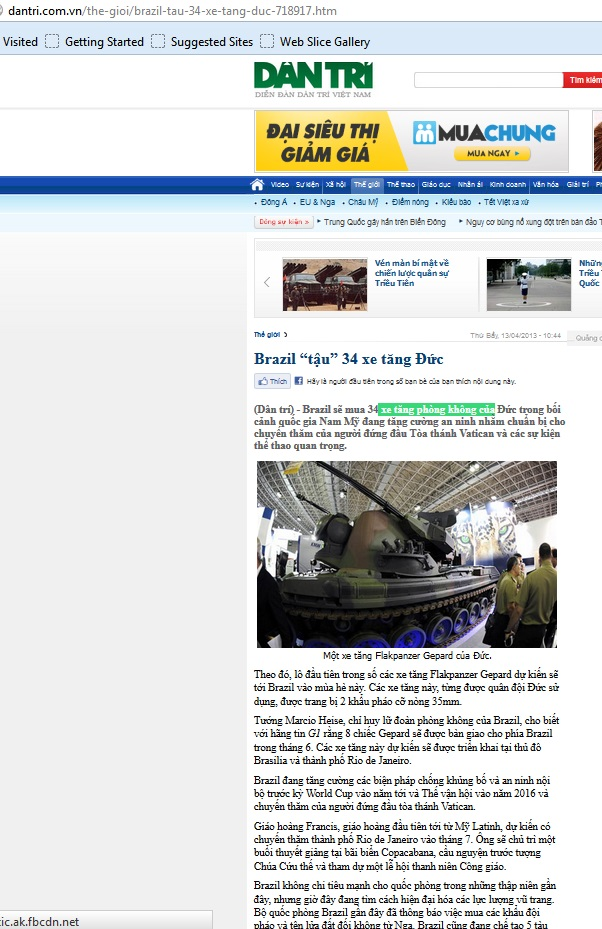 dantri.com.vn/the-gioi/brazil-tau-34-xe-tang-duc-718917.htm
Visited Getting Started Suggested Sites Web Slice Gallery
DÂN TRÍ
DIỄN ĐÀN DÂN TRÍ VIỆT NAM
Tìm kiếm
ĐẠI SIÊU THỊ
GIẢM GIÁ
MUACHUNG
MUA NGAY
Video Sự kiện Xã hội Thế giới Thể thao Giáo dục Nhân ái Kinh doanh Văn hóa Giải trí
Đông Á EU & Nga Châu Mỹ Điểm nóng Kiều bào Tết Việt xa xứ
Dòng sự kiện » Trung Quốc gây hấn trên Biển Đông Nguy cơ bùng nổ xung đột trên bán đảo
Vén màn bí mật về
chiến lược quân sự
Triều Tiên
Những
Triều
Quốc
Thế giới
Thứ Bẩy, 13/04/2013 - 10:44
Quảng c
Brazil “tậu” 34 xe tăng Đức
Thích Hãy là người đầu tiên trong số bạn bè của bạn thích nội dung này.
(Dân trí) - Brazil sẽ mua 34 xe tăng phòng không của Đức trong bối
cảnh quốc gia Nam Mỹ đang tăng cường an ninh nhằm chuẩn bị cho
chuyến thăm của người đứng đầu Tòa thánh Vatican và các sự kiện
thể thao quan trọng.
Một xe tăng Flakpanzer Gepard của Đức.
Theo đó, lô đầu tiên trong số các xe tăng Flakpanzer Gepard dự kiến sẽ
tới Brazil vào mùa hè này. Các xe tăng này, từng được quân đội Đức sử
dụng, được trang bị 2 khẩu pháo cỡ nòng 35mm.
Tướng Marcio Heise, chỉ huy lữ đoàn phòng không của Brazil, cho biết
với hãng tin G1 rằng 8 chiếc Gepard sẽ được bàn giao cho phía Brazil
trong tháng 6. Các xe tăng này dự kiến sẽ được triển khai tại thủ đô
Brasilia và thành phố Rio de Janeiro.
Brazil đang tăng cường các biện pháp chống khủng bố và an ninh nội
bộ trước kỳ World Cup vào năm tới và Thế vận hội vào năm 2016 và
chuyến thăm của người đứng đầu tòa thánh Vatican.
Giáo hoàng Francis, giáo hoàng đầu tiên tới từ Mỹ Latinh, dự kiến có
chuyến thăm thành phố Rio de Janeiro vào tháng 7. Ông sẽ chủ trì một
buổi thuyết giảng tại bãi biển Copacabana, cầu nguyện trước tượng
Chúa Cứu thế và tham dự một lễ hội thanh niên Công giáo.
Brazil không chi tiêu mạnh cho quốc phòng trong những thập niên gần
đây, nhưng giờ đây đang tìm cách hiện đại hóa các lực lượng vũ trang.
Bộ quốc phòng Brazil gần đây đã thông báo việc mua các khẩu đội
pháo và tên lửa đất đối không từ Nga. Brazil cũng đang chế tạo 5 tàu
tic.ak.fbcdn.net